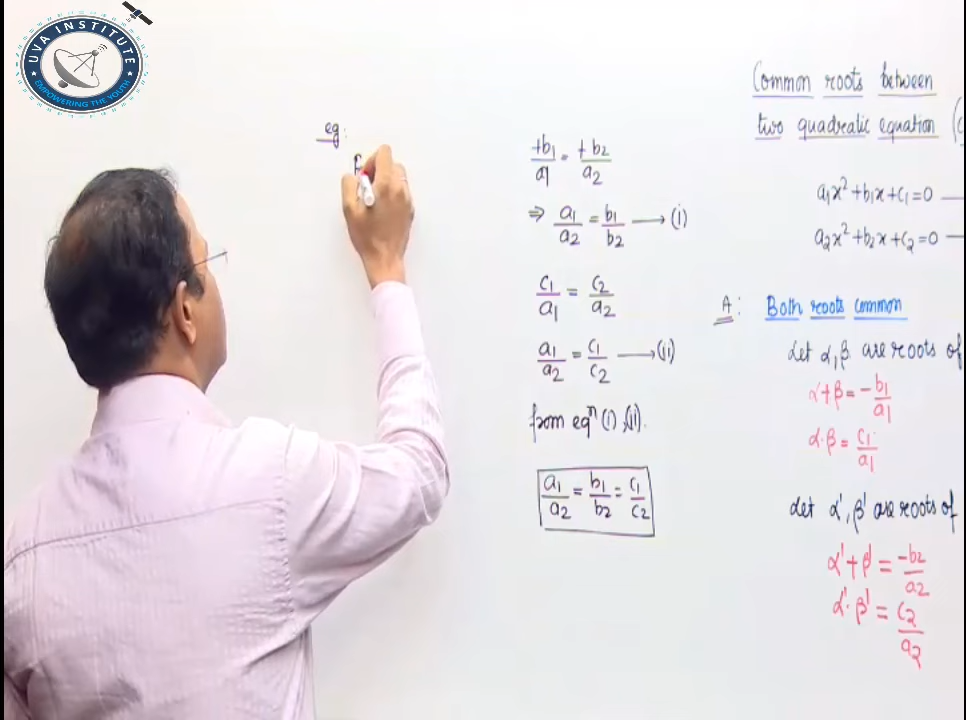 UVA INSTITUTE
EMPOWERING THE YOUTH
Common roots between
two quadratic equation (
a₁x²+b₁x+c₁=0
a₂x²+b₂x+c₂=0
A: Both roots common
Let α,β are roots of
α+β=-b₁/a₁
α·β=c₁/a₁
Let α',β' are roots of
α'+β'=-b₂/a₂
α'·β'=c₂/a₂
+b₁/a₁=+b₂/a₂
⇒ a₁/a₂=b₁/b₂ ⟶(i)
c₁/a₁=c₂/a₂
a₁/a₂=c₁/c₂ ⟶(ii)
from eqⁿ (i),(ii).
a₁/a₂=b₁/b₂=c₁/c₂
eg: